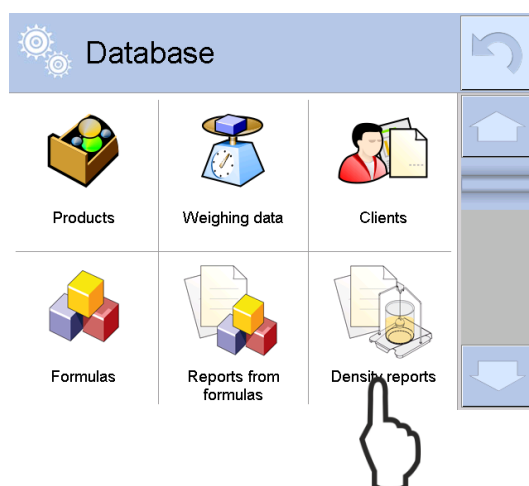 Database
Products
Weighing data
Clients
Formulas
Reports from
formulas
Density reports